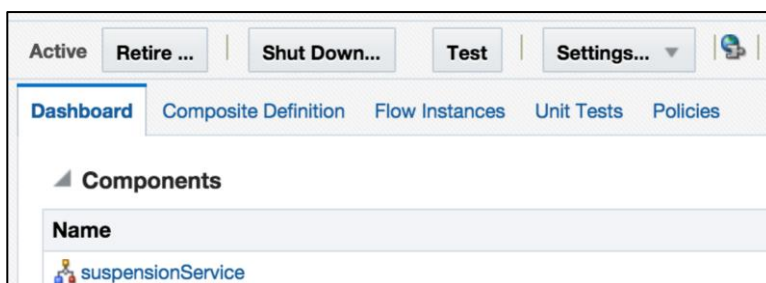 Active Retire ... Shut Down... Test Settings...
Dashboard Composite Definition Flow Instances Unit Tests Policies
Components
Name
suspensionService